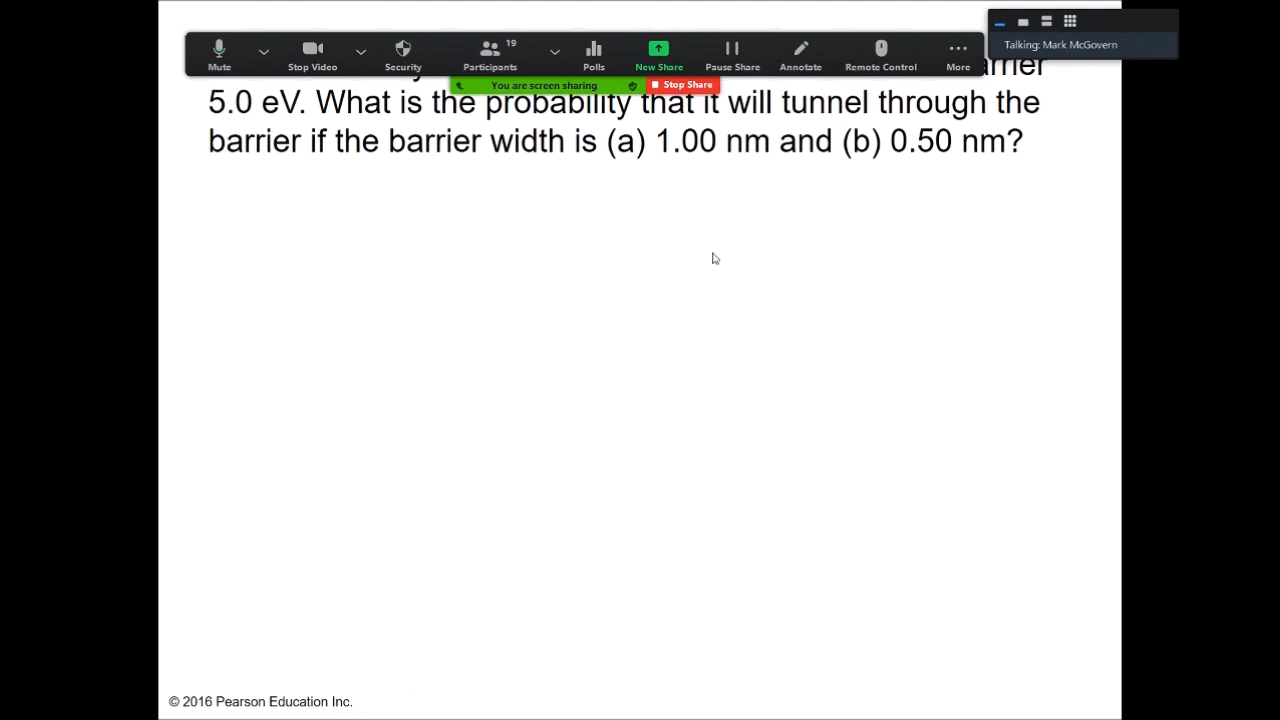 Talking: Mark McGovern
19
Mute
Stop Video
Security
Participants
Polls
New Share
Pause Share
Annotate
Remote Control
More
You are screen sharing
Stop Share
5.0 eV. What is the probability that it will tunnel through the
barrier if the barrier width is (a) 1.00 nm and (b) 0.50 nm?
© 2016 Pearson Education Inc.